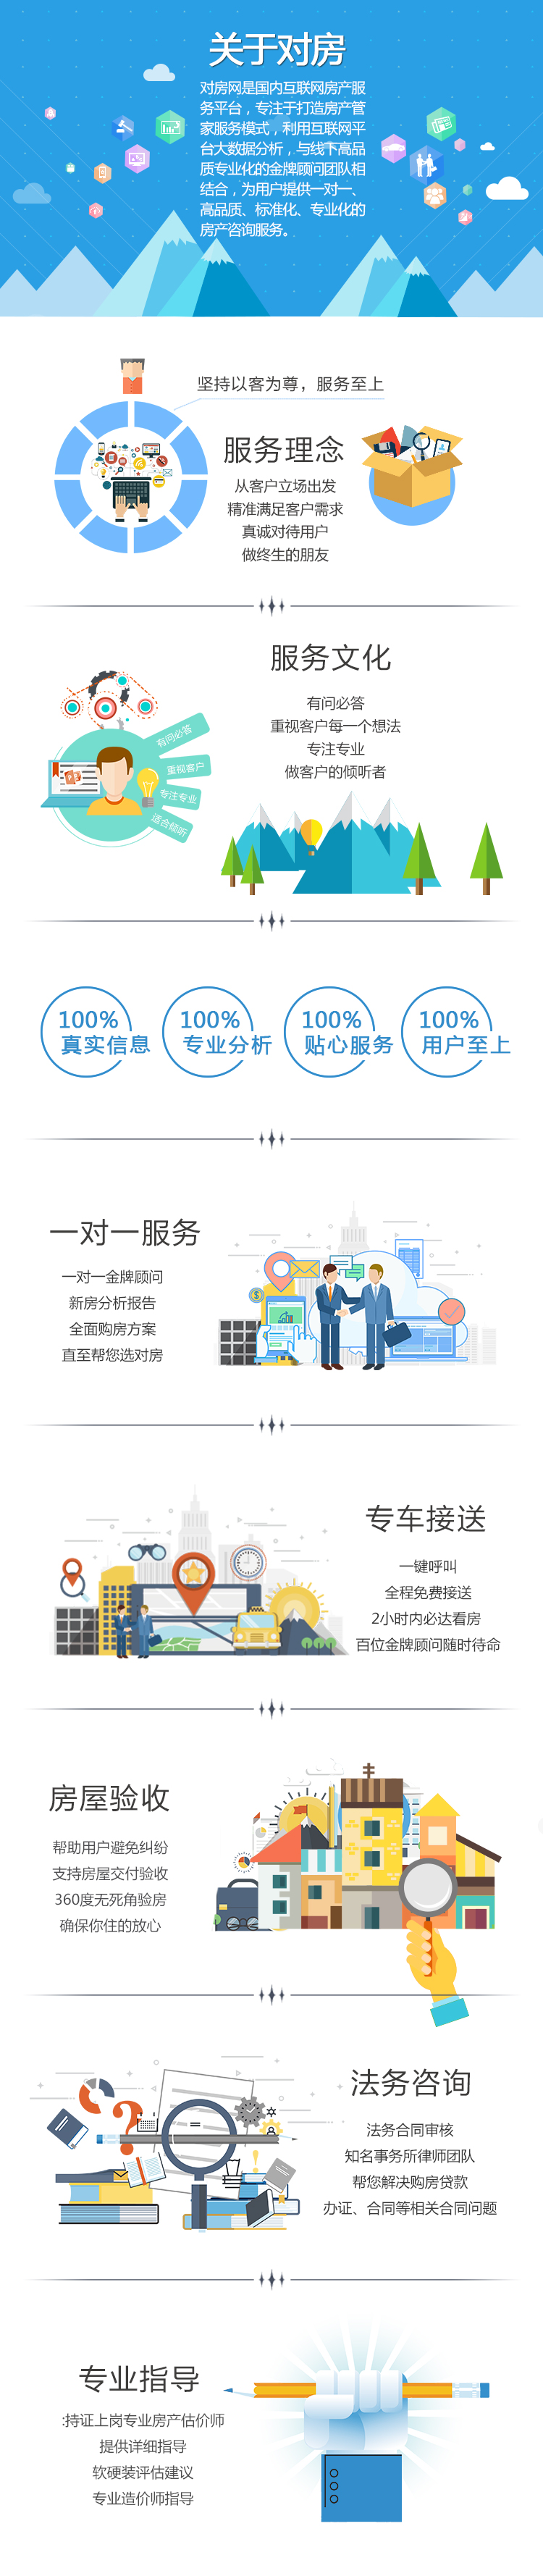 关于对房
对房网是国内互联网房产服
务平台，专注于打造房产管
家服务模式，利用互联网平
台大数据分析，与线下高品
质专业化的金牌顾问团队相
结合，为用户提供一对一、
高品质、标准化、专业化的
房产咨询服务。
坚持以客为尊，服务至上
服务理念
从客户立场出发
精准满足客户需求
真诚对待用户
做终生的朋友
服务文化
有问必答
重视客户每一个想法
专注专业
做客户的倾听者
有问必答
重视客户
专注专业
适合倾听
100%
真实信息
100%
专业分析
100%
贴心服务
100%
用户至上
一对一服务
一对一金牌顾问
新房分析报告
全面购房方案
直至帮您选对房
专车接送
一键呼叫
全程免费接送
2小时内必达看房
百位金牌顾问随时待命
房屋验收
帮助用户避免纠纷
支持房屋交付验收
360度无死角验房
确保你住的放心
法务咨询
法务合同审核
知名事务所律师团队
帮您解决购房贷款
办证、合同等相关合同问题
专业指导
:持证上岗专业房产估价师
提供详细指导
软硬装评估建议
专业造价师指导